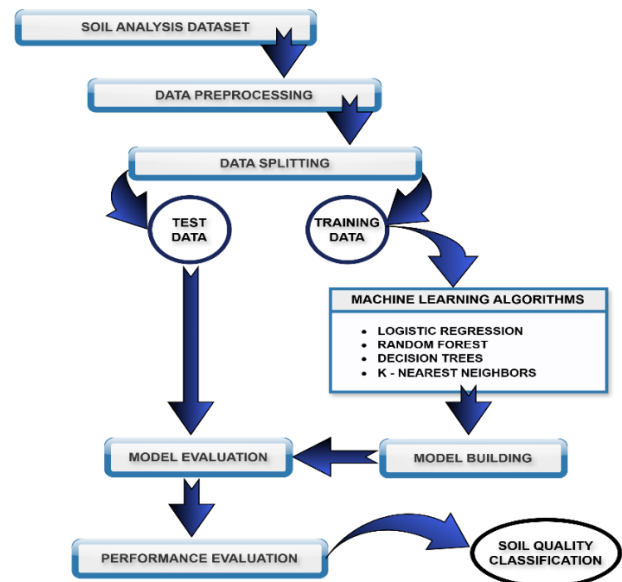 SOIL ANALYSIS DATASET
DATA PREPROCESSING
DATA SPLITTING
TEST
DATA
TRAINING
DATA
MACHINE LEARNING ALGORITHMS
• LOGISTIC REGRESSION
• RANDOM FOREST
• DECISION TREES
• K - NEAREST NEIGHBORS
MODEL EVALUATION
MODEL BUILDING
PERFORMANCE EVALUATION
SOIL QUALITY
CLASSIFICATION